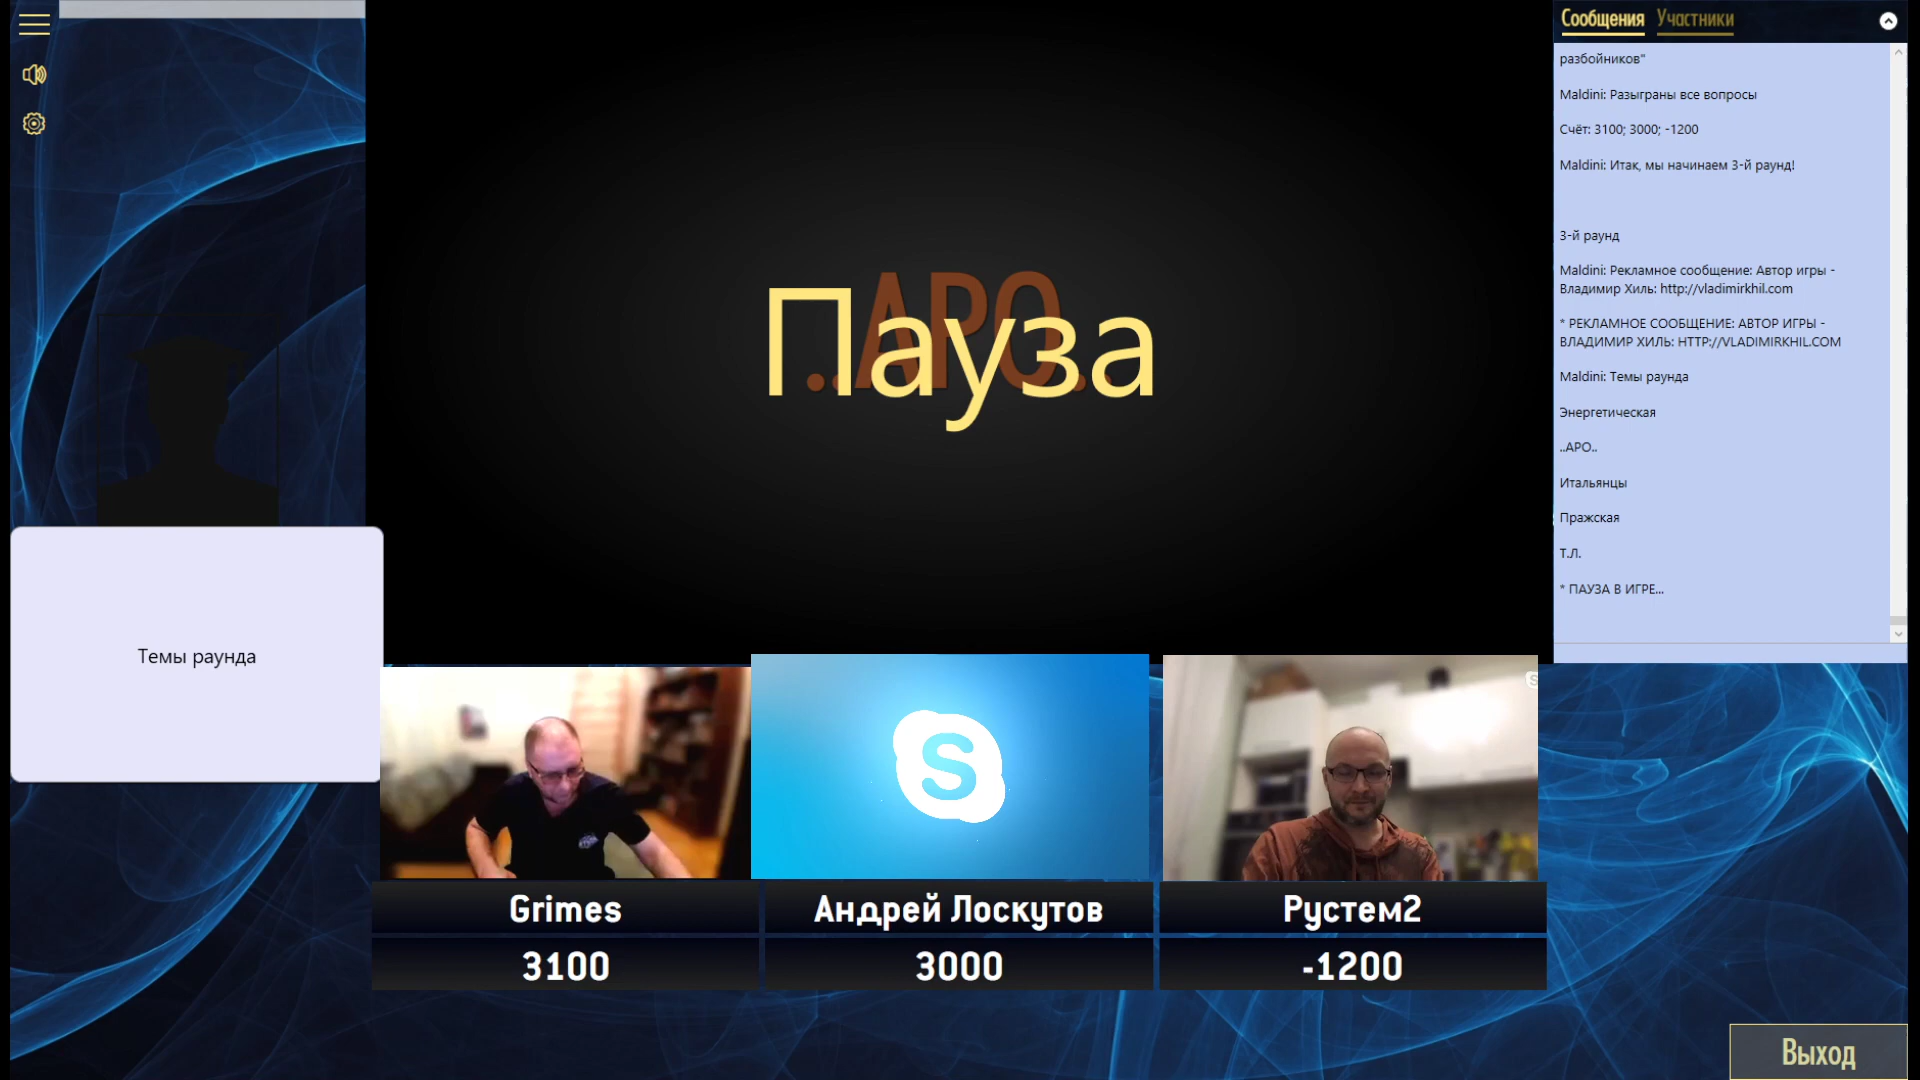 Сообщения Участники
разбойников"
Maldini: Разыграны все вопросы
Счёт: 3100; 3000; -1200
Maldini: Итак, мы начинаем 3-й раунд!
3-й раунд
Maldini: Рекламное сообщение: Автор игры -
Владимир Хиль: http://vladimirkhil.com
* РЕКЛАМНОЕ СООБЩЕНИЕ: АВТОР ИГРЫ -
ВЛАДИМИР ХИЛЬ: HTTP://VLADIMIRKHIL.COM
Maldini: Темы раунда
Энергетическая
..АРО..
Итальянцы
Пражская
Т.Л.
* ПАУЗА В ИГРЕ...
..АРО..
Пауза
Темы раунда
S
S
Grimes
Андрей Лоскутов
Рустем2
3100
3000
-1200
Выход